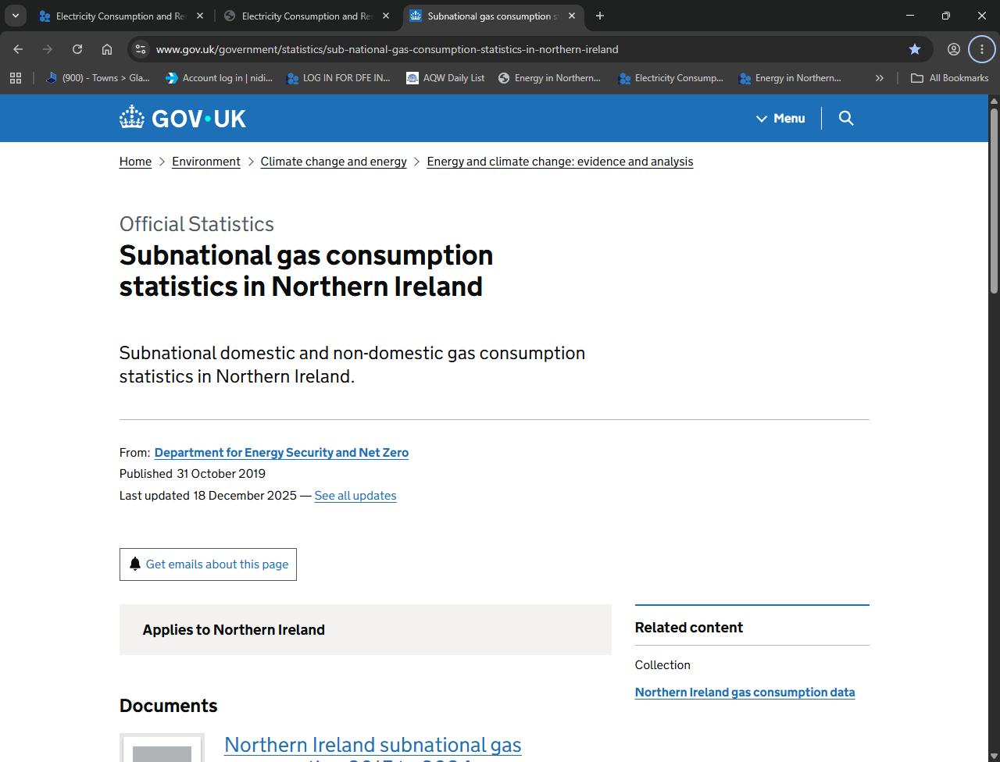 Electricity Consumption and Re
Electricity Consumption and Re
Subnational gas consumption s
www.gov.uk/government/statistics/sub-national-gas-consumption-statistics-in-northern-ireland
(900) - Towns > Gla...
Account log in | nidi...
LOG IN FOR DFE IN...
AQW Daily List
Energy in Northern...
Electricity Consump...
Energy in Northern...
All Bookmarks
GOV·UK
Menu
Home > Environment > Climate change and energy > Energy and climate change: evidence and analysis
Official Statistics
Subnational gas consumption
statistics in Northern Ireland
Subnational domestic and non-domestic gas consumption
statistics in Northern Ireland.
From: Department for Energy Security and Net Zero
Published 31 October 2019
Last updated 18 December 2025 — See all updates
Get emails about this page
Applies to Northern Ireland
Related content
Collection
Northern Ireland gas consumption data
Documents
Northern Ireland subnational gas